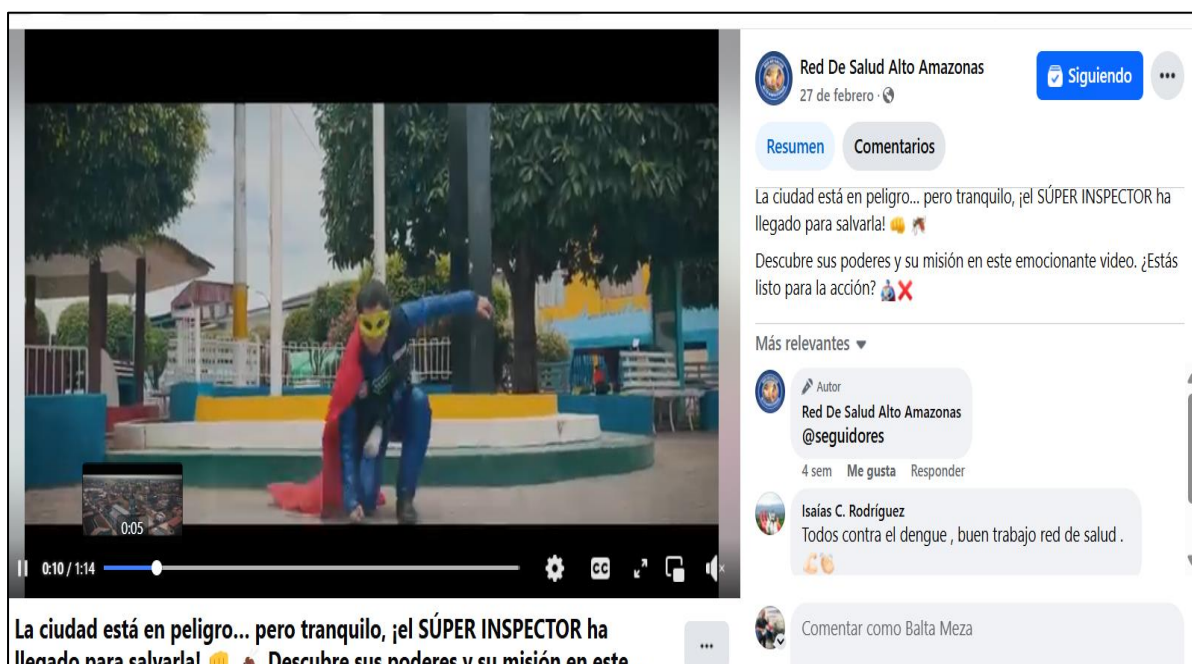 Red De Salud Alto Amazonas
27 de febrero ·
Siguiendo
Resumen
Comentarios
La ciudad está en peligro... pero tranquilo, ¡el SÚPER INSPECTOR ha
llegado para salvarla! 👊 🦟
Descubre sus poderes y su misión en este emocionante video. ¿Estás
listo para la acción? 🦸‍♂️❌
Más relevantes
Autor
Red De Salud Alto Amazonas
@seguidores
4 sem Me gusta Responder
Isaías C. Rodríguez
Todos contra el dengue , buen trabajo red de salud .
💪🏻👏🏻
Comentar como Balta Meza
0:05
0:10 / 1:14
CC
La ciudad está en peligro... pero tranquilo, ¡el SÚPER INSPECTOR ha
llegado para salvarla! 👊 🦟 Descubre sus poderes y su misión en este